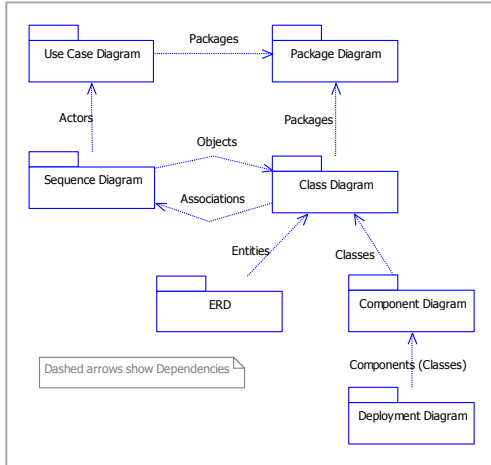 Packages
Use Case Diagram
Package Diagram
Actors
Packages
Objects
Sequence Diagram
Class Diagram
Associations
Entities
Classes
ERD
Component Diagram
Dashed arrows show Dependencies
Components (Classes)
Deployment Diagram